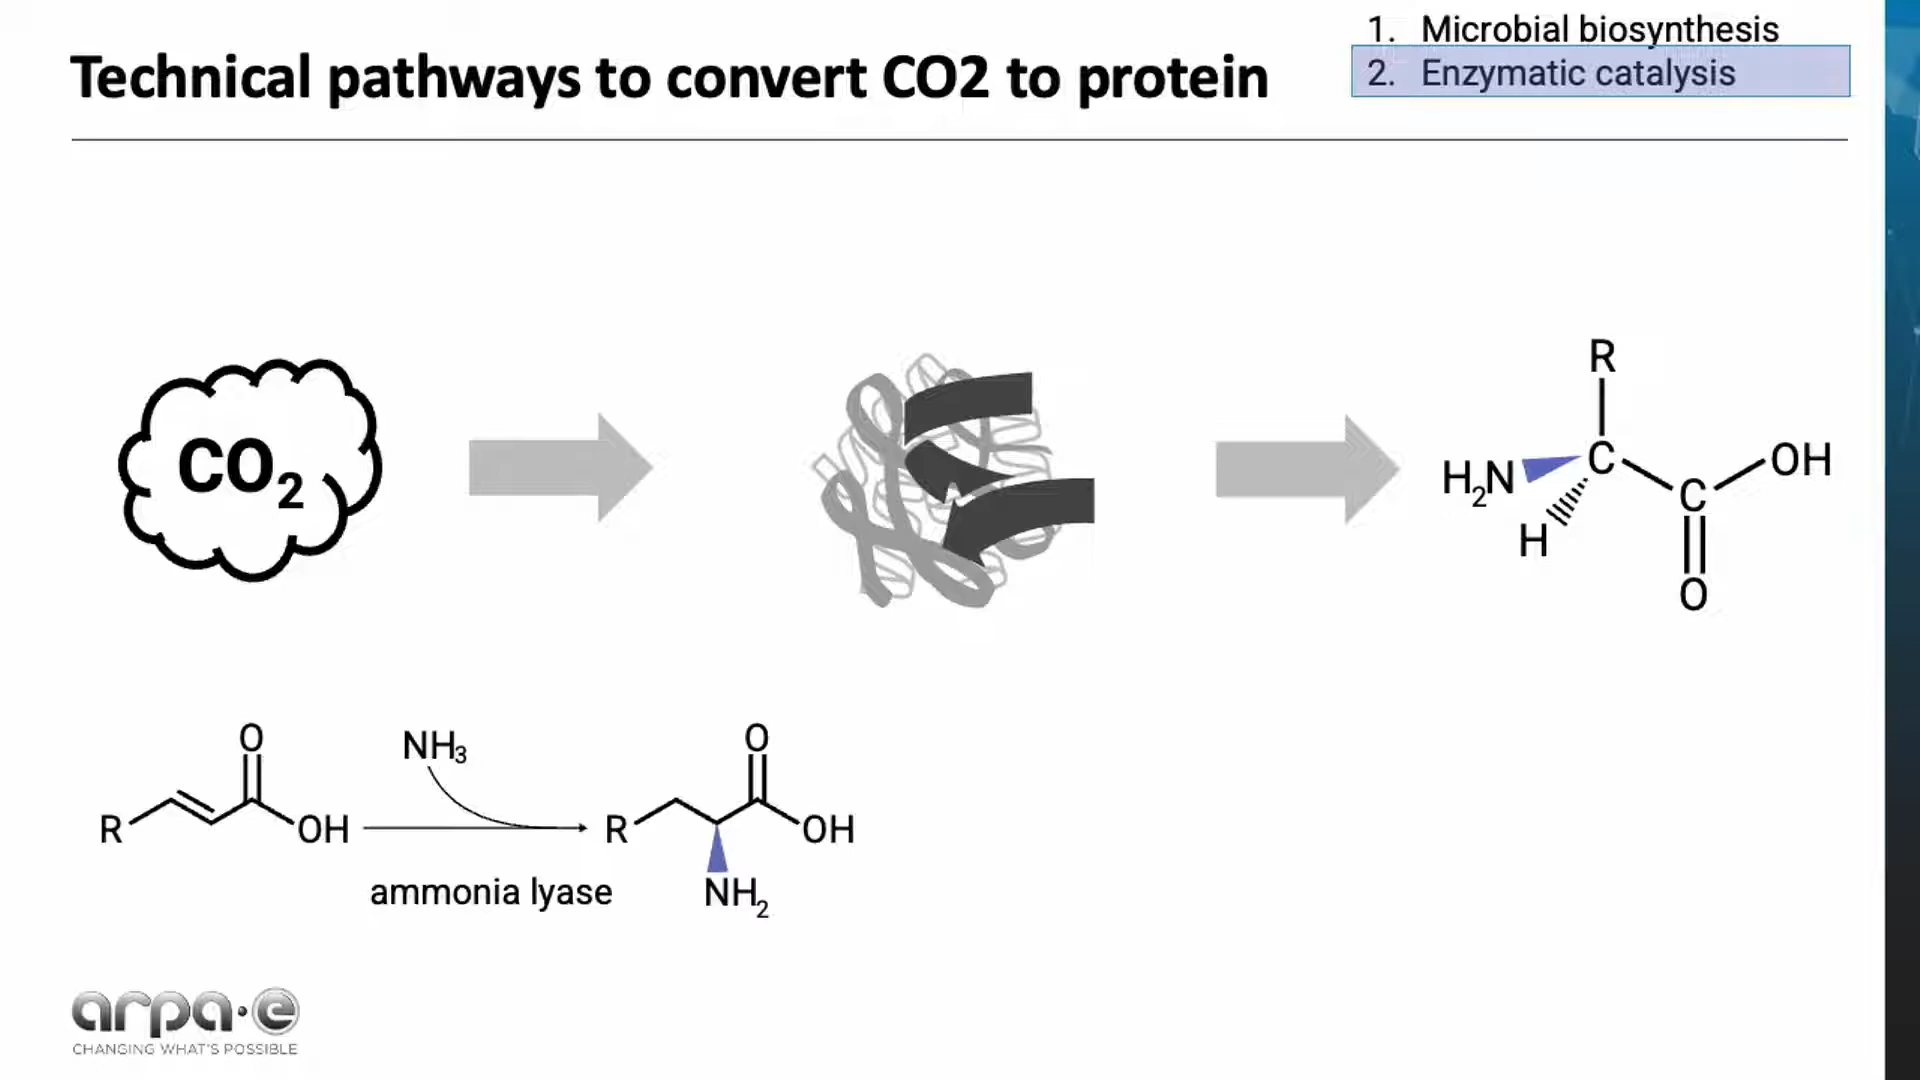 1. Microbial biosynthesis
Technical pathways to convert CO2 to protein
2. Enzymatic catalysis
CO₂
R
H₂N
C
OH
H
C
O
O
NH₃
O
R
OH
R
OH
ammonia lyase
NH₂
arpa·e
CHANGING WHAT'S POSSIBLE